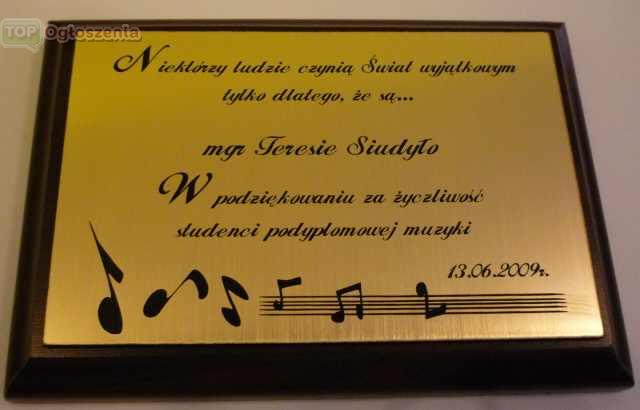 TOP Ogłoszenia
Niektórzy ludzie czynią Świat wyjątkowym
tylko dlatego, że są...
mgr Teresie Siudyło
W podziękowaniu za życzliwość
studenci podyplomowej muzyki
13.06.2009r.